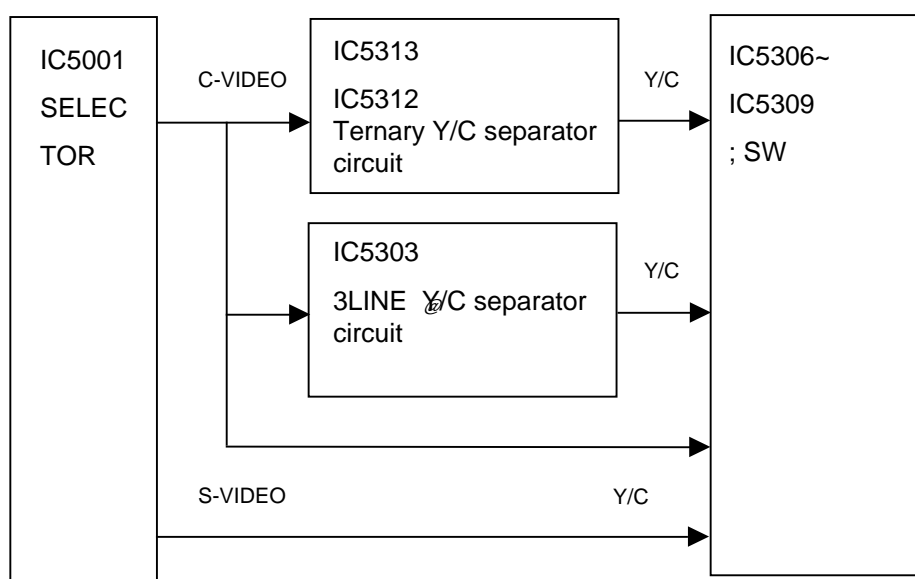 IC5001
SELEC
TOR
C-VIDEO
IC5313
IC5312
Ternary Y/C separator
circuit
Y/C
IC5306~
IC5309
; SW
IC5303
3LINE @Y/C separator
circuit
Y/C
S-VIDEO
Y/C